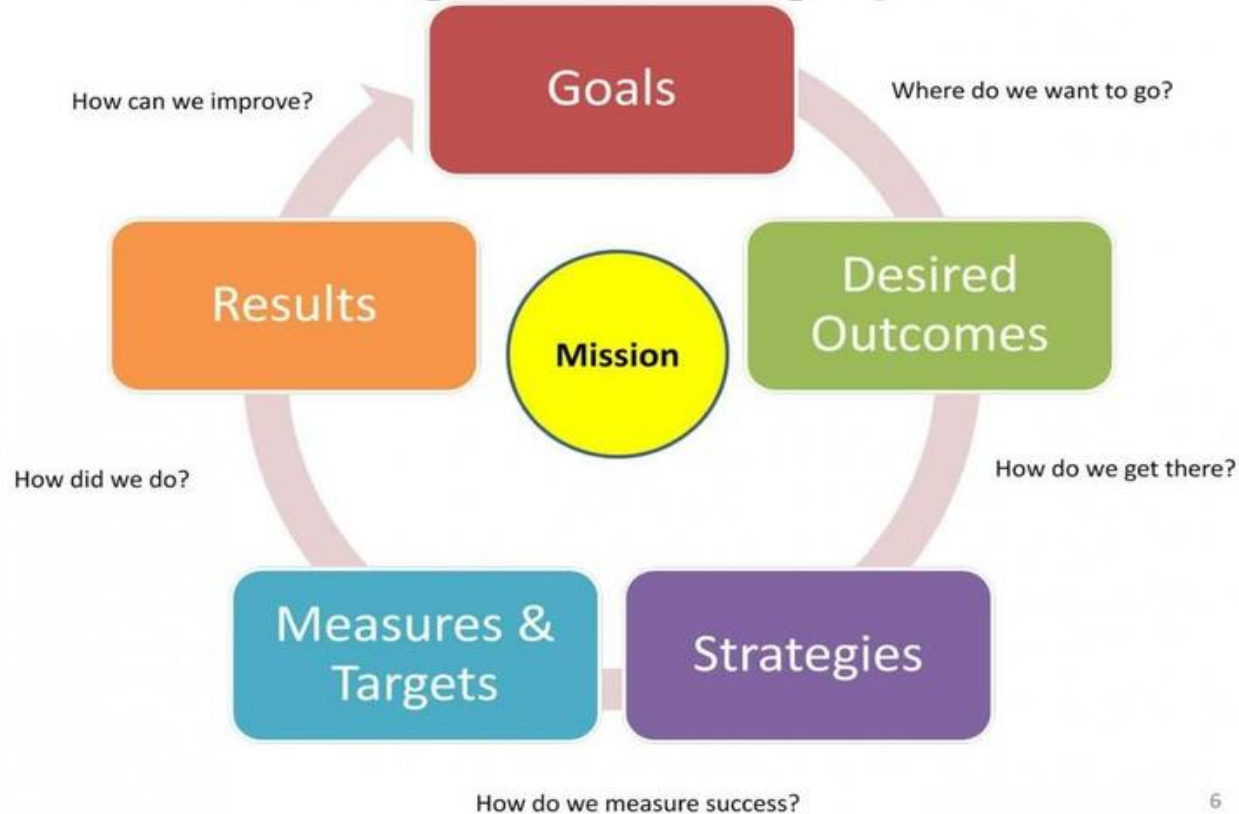 Goals
How can we improve?
Where do we want to go?
Results
Mission
Desired
Outcomes
How did we do?
How do we get there?
Measures &
Targets
Strategies
How do we measure success?
6